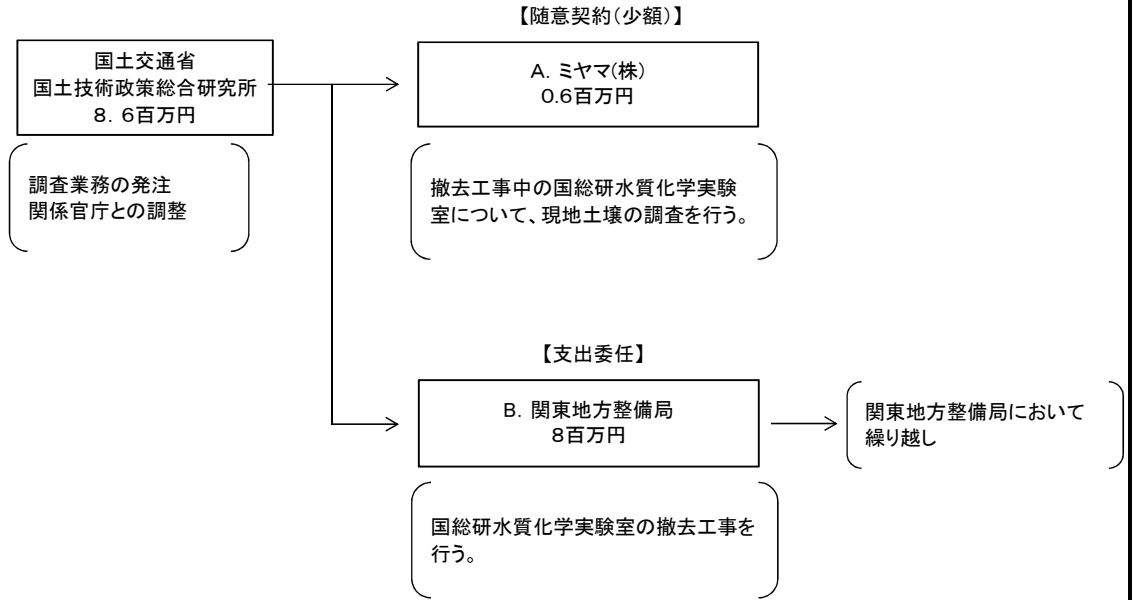 【随意契約(少額)】
国土交通省
国土技術政策総合研究所
8．6百万円
A．ミヤマ(株)
0.6百万円
調査業務の発注
関係官庁との調整
撤去工事中の国総研水質化学実験
室について、現地土壌の調査を行う。
【支出委任】
B．関東地方整備局
8百万円
関東地方整備局において
繰り越し
国総研水質化学実験室の撤去工事を
行う。